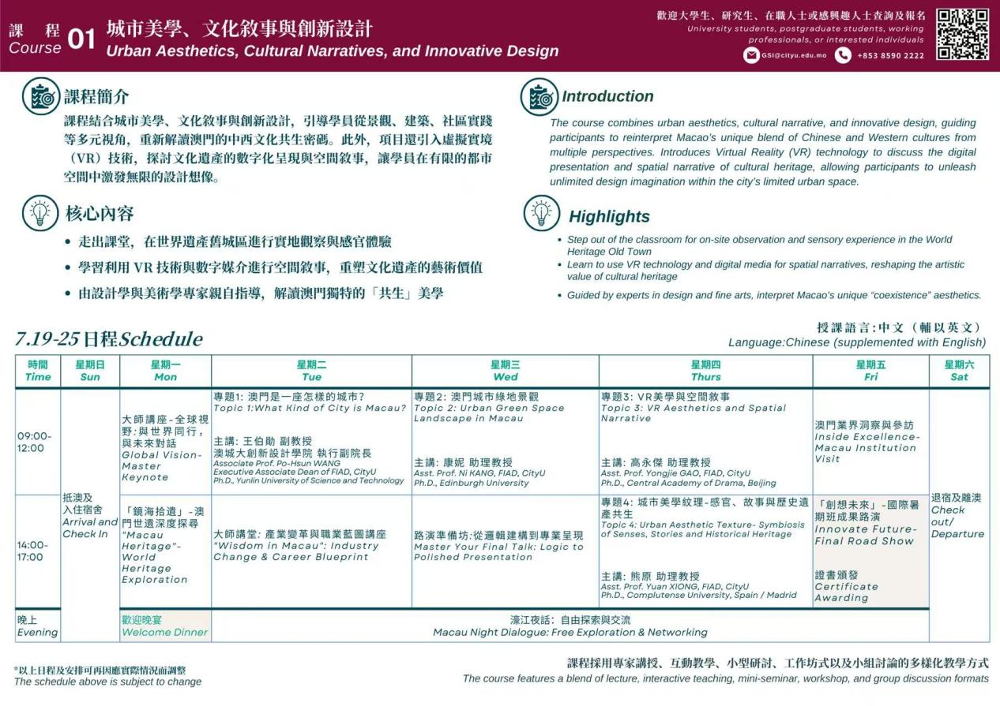 課 程 01 城市美學、文化敘事與創新設計
Course Urban Aesthetics, Cultural Narratives, and Innovative Design
歡迎大學生、研究生、在職人士或感興趣人士查詢及報名
University students, postgraduate students, working
professionals, or interested individuals
GSI@cityu.edu.mo +853 8590 2222
課程簡介
課程結合城市美學、文化敘事與創新設計，引導學員從景觀、建築、社區實踐
等多元視角，重新解讀澳門的中西文化共生密碼。此外，項目還引入虛擬實境
（VR）技術，探討文化遺產的數字化呈現與空間敘事，讓學員在有限的都市
空間中激發無限的設計想像。
核心內容
• 走出課堂，在世界遺產舊城區進行實地觀察與感官體驗
• 學習利用 VR 技術與數字媒介進行空間敘事，重塑文化遺產的藝術價值
• 由設計學與美術學專家親自指導，解讀澳門獨特的「共生」美學
Introduction
The course combines urban aesthetics, cultural narrative, and innovative design, guiding
participants to reinterpret Macao's unique blend of Chinese and Western cultures from
multiple perspectives. Introduces Virtual Reality (VR) technology to discuss the digital
presentation and spatial narrative of cultural heritage, allowing participants to unleash
unlimited design imagination within the city's limited urban space.
Highlights
• Step out of the classroom for on-site observation and sensory experience in the World
Heritage Old Town
• Learn to use VR technology and digital media for spatial narratives, reshaping the artistic
value of cultural heritage
• Guided by experts in design and fine arts, interpret Macao's unique “coexistence” aesthetics.
7.19-25 日程Schedule
授課語言:中文（輔以英文）
Language:Chinese (supplemented with English)
時間 星期日 星期一 星期二 星期三 星期四 星期五 星期六
Time Sun Mon Tue Wed Thurs Fri Sat
09:00-
12:00
抵澳及
入住宿舍
Arrival and
Check In
大師講座-全球視
野:與世界同行，
與未來對話
Global Vision-
Master
Keynote
專題1: 澳門是一座怎樣的城市？
Topic 1:What Kind of City is Macau?
主講: 王伯勛 副教授
澳城大創新設計學院 執行副院長
Associate Prof. Po-Hsun WANG
Executive Associate Dean of FIAD, CityU
Ph.D., Yunlin University of Science and Technology
專題2: 澳門城市綠地景觀
Topic 2: Urban Green Space
Landscape in Macau
主講: 康妮 助理教授
Asst. Prof. Ni KANG, FIAD, CityU
Ph.D., Edinburgh University
專題3: VR美學與空間敘事
Topic 3: VR Aesthetics and Spatial
Narrative
主講: 高永傑 助理教授
Asst. Prof. Yongjie GAO, FIAD, CityU
Ph.D., Central Academy of Drama, Beijing
澳門業界洞察與參訪
Inside Excellence-
Macau Institution
Visit
退宿及離澳
Check
out/
Departure
14:00-
17:00
「鏡海拾遺」-澳
門世遺深度探尋
"Macau
Heritage"-
World
Heritage
Exploration
大師講堂: 產業變革與職業藍圖講座
"Wisdom in Macau": Industry
Change & Career Blueprint
路演準備坊:從邏輯建構到專業呈現
Master Your Final Talk: Logic to
Polished Presentation
專題4: 城市美學紋理-感官、故事與歷史遺
產共生
Topic 4: Urban Aesthetic Texture- Symbiosis
of Senses, Stories and Historical Heritage
主講: 熊原 助理教授
Asst. Prof. Yuan XIONG, FIAD, CityU
Ph.D., Complutense University, Spain / Madrid
「創想未來」-國際暑
期班成果路演
Innovate Future-
Final Road Show
證書頒發
Certificate
Awarding
晚上
Evening
歡迎晚宴
Welcome Dinner
濠江夜話：自由探索與交流
Macau Night Dialogue: Free Exploration & Networking
*以上日程及安排可再因應實際情況而調整
The schedule above is subject to change
課程採用專家講授、互動教學、小型研討、工作坊式以及小組討論的多樣化教學方式
The course features a blend of lecture, interactive teaching, mini-seminar, workshop, and group discussion formats